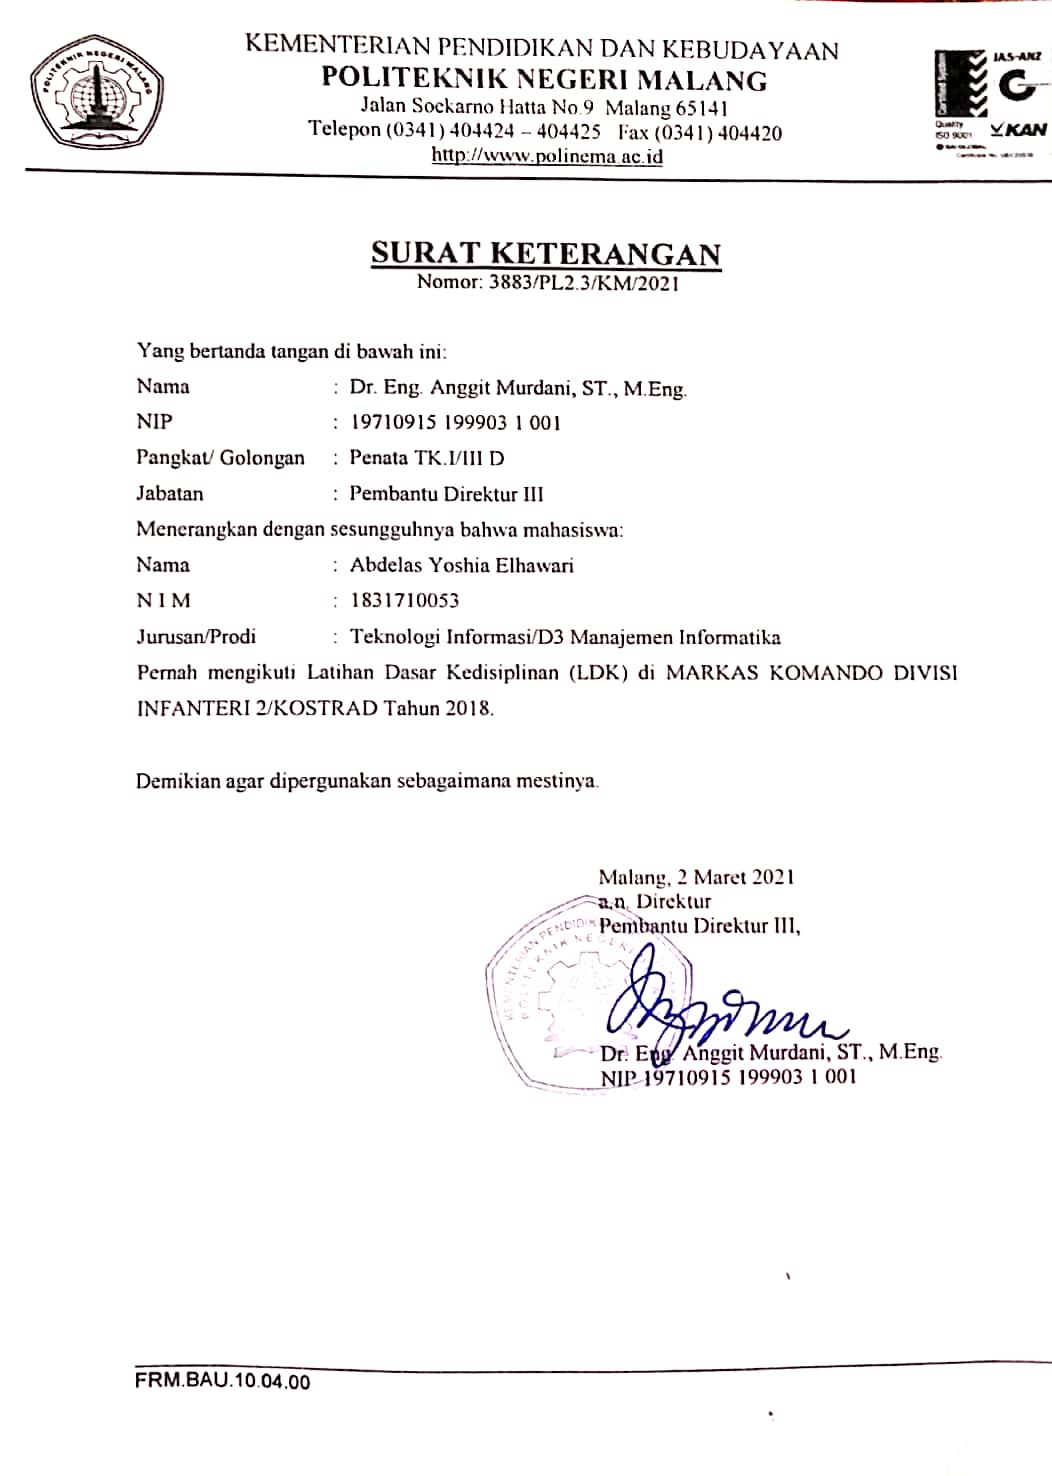 KEMENTERIAN PENDIDIKAN DAN KEBUDAYAAN
POLITEKNIK NEGERI MALANG
Jalan Soekarno Hatta No.9 Malang 65141
Telepon (0341) 404424 – 404425 Fax (0341) 404420
http://www.polinema.ac.id
POLITEKNIK NEGERI MALANG
Certified System
JAS-ANZ
Quality
ISO 9001
KAN
SURAT KETERANGAN
Nomor: 3883/PL2.3/KM/2021
Yang bertanda tangan di bawah ini:
Nama : Dr. Eng. Anggit Murdani, ST., M.Eng.
NIP : 19710915 199903 1 001
Pangkat/ Golongan : Penata TK.I/III D
Jabatan : Pembantu Direktur III
Menerangkan dengan sesungguhnya bahwa mahasiswa:
Nama : Abdelas Yoshia Elhawari
N I M : 1831710053
Jurusan/Prodi : Teknologi Informasi/D3 Manajemen Informatika
Pernah mengikuti Latihan Dasar Kedisiplinan (LDK) di MARKAS KOMANDO DIVISI
INFANTERI 2/KOSTRAD Tahun 2018.
Demikian agar dipergunakan sebagaimana mestinya.
Malang, 2 Maret 2021
a.n. Direktur
Pembantu Direktur III,
KEMENTERIAN PENDIDIK
POLITEKNIK NEGERI
Dr. Eng. Anggit Murdani, ST., M.Eng.
NIP 19710915 199903 1 001
FRM.BAU.10.04.00